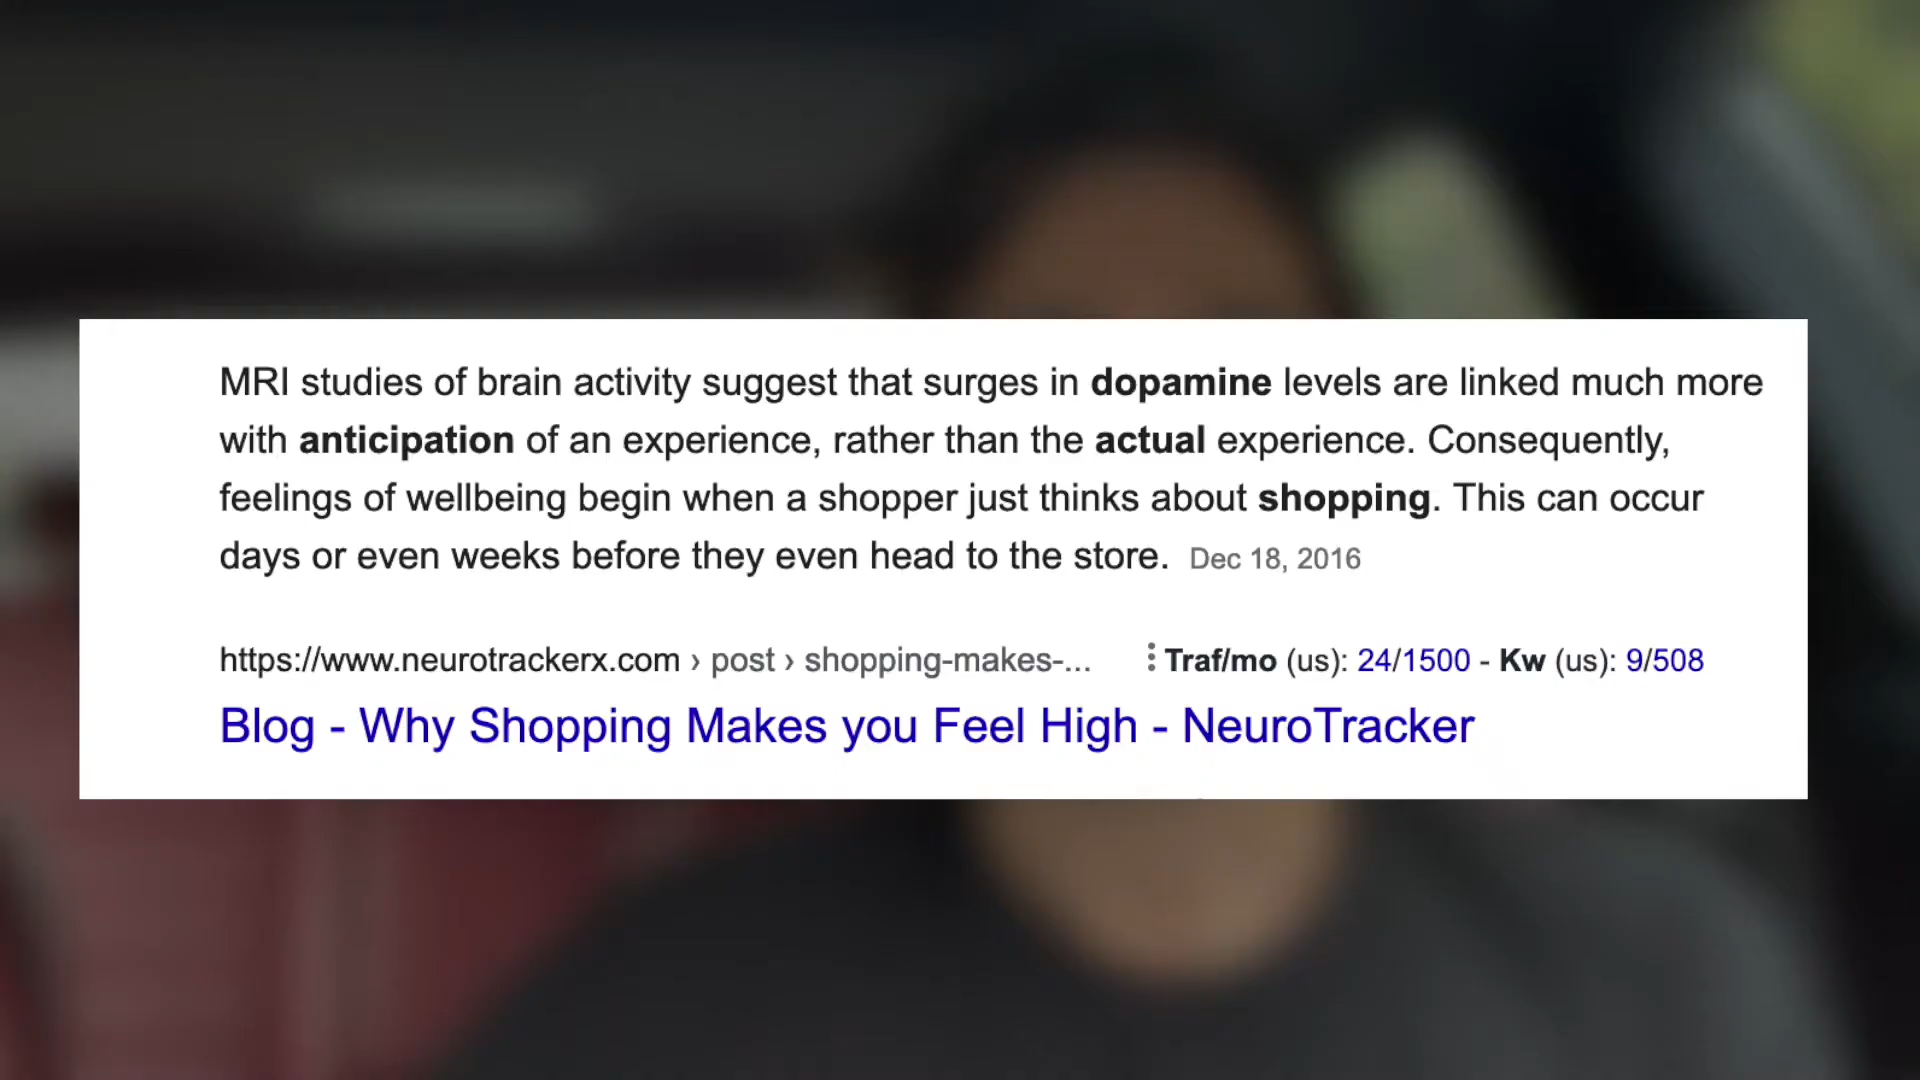 MRI studies of brain activity suggest that surges in dopamine levels are linked much more
with anticipation of an experience, rather than the actual experience. Consequently,
feelings of wellbeing begin when a shopper just thinks about shopping. This can occur
days or even weeks before they even head to the store. Dec 18, 2016
https://www.neurotrackerx.com › post › shopping-makes-... ⋮ Traf/mo (us): 24/1500 - Kw (us): 9/508
Blog - Why Shopping Makes you Feel High - NeuroTracker